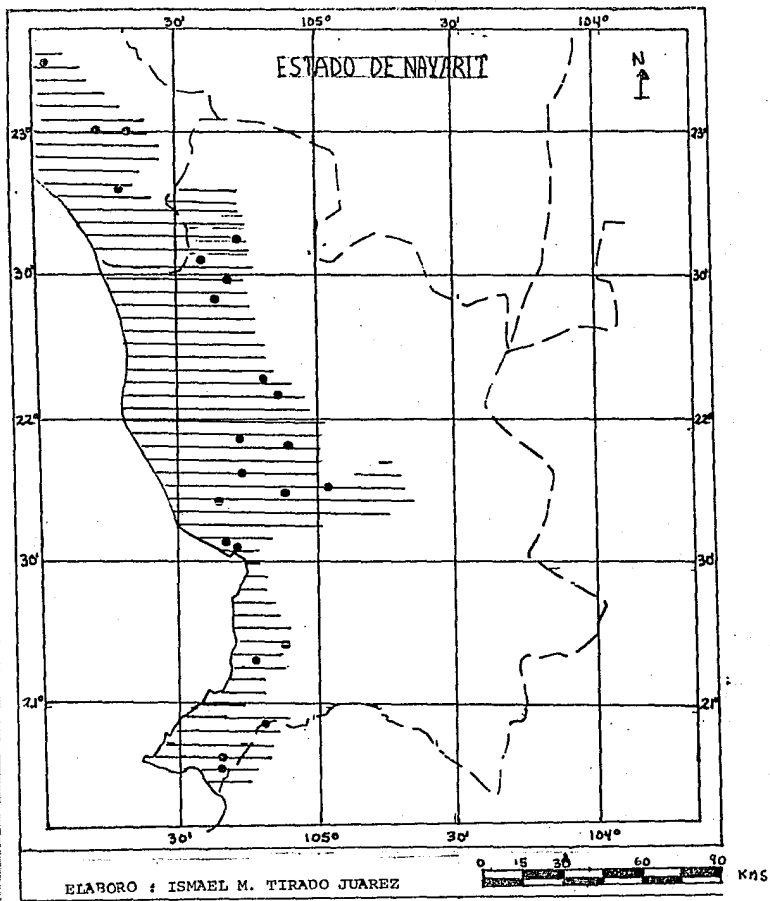 30' 105° 30' 104°
ESTADO DE NAYARIT
N
23° 23°
30' 30'
22° 22°
30' 30'
21° 21°
30' 105° 30' 104°
0 15 30 60 90 KMS
ELABORO : ISMAEL M. TIRADO JUAREZ